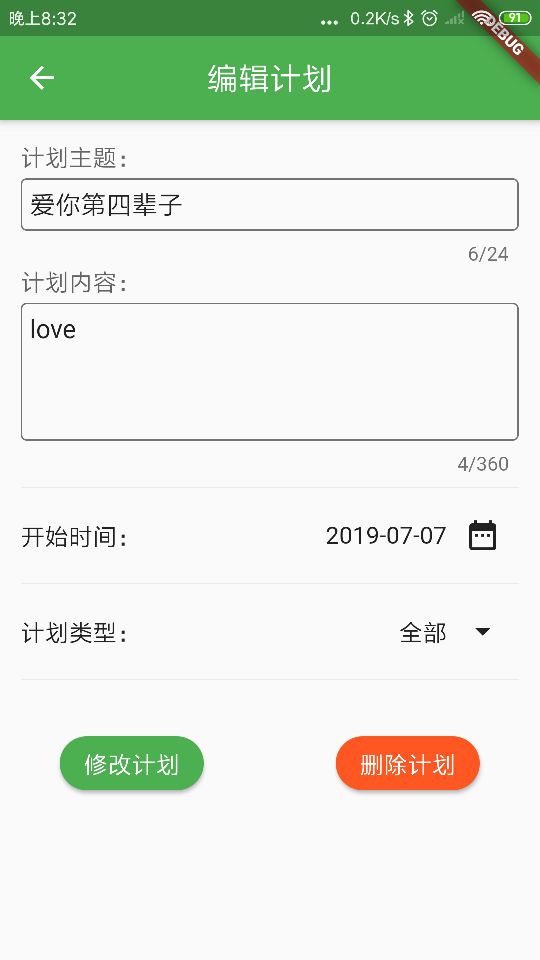 晚上8:32 ... 0.2K/s 91
DEBUG
编辑计划
计划主题：
爱你第四辈子
6/24
计划内容：
love
4/360
开始时间： 2019-07-07
计划类型： 全部
修改计划 删除计划